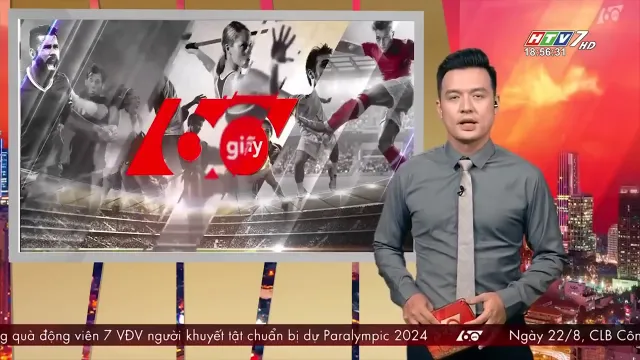 HTV7 HD
18:56:31
60 giây
g quà động viên 7 VĐV người khuyết tật chuẩn bị dự Paralympic 2024 60 Ngày 22/8, CLB Côn